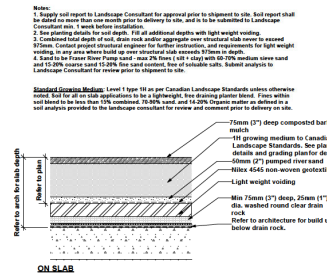 Notes:
1. Supply soil report to Landscape Consultant for approval prior to shipment to site. Soil report shall
be dated no more than one month prior to delivery to site, and is to be submitted to Landscape
Consultant min. 1 week before installation.
2. See planting details for soil depth. Fill all additional depths with light weight voiding.
3. Combined total depth of soil, drain rock and/or aggregate over structural slab never to exceed
975mm. Contact project structural engineer for further instruction, and requirements for light weight
voiding, in any area where build up over structural slab exceeds 975mm in depth.
4. Sand to be Fraser River Pump sand - max 2% fines ( silt + clay) with 60-70% medium sieve sand
and 15-20% coarse sand 15-20% fine sand content, free of soluable salts. Submit analysis to
Landscape Consultant for review prior to shipment to site.
Standard Growing Medium: Level 1 type 1H as per Canadian Landscape Standards unless otherwise
noted. Soil for all on slab applications to be a lightweight, free draining planter blend. Fines within
soil blend to be less than 15% combined. 70-90% sand. and 14-20% Organic matter as defined in a
soil analysis provided to the landscape consultant for review and comment prior to delivery on site.
75mm (3") deep composted bar
mulch
1H growing medium to Canadi
Landscape Standards. See pla
details and grading plan for de
50mm (2") pumped river sand
Nilex 4545 non-woven geotexti
Light weight voiding
Min 75mm (3") deep, 25mm (1"
dia. washed round clear drain
rock
Refer to architecture for build u
below drain rock.
Refer to arch for slab depth
Refer to plan
ON SLAB